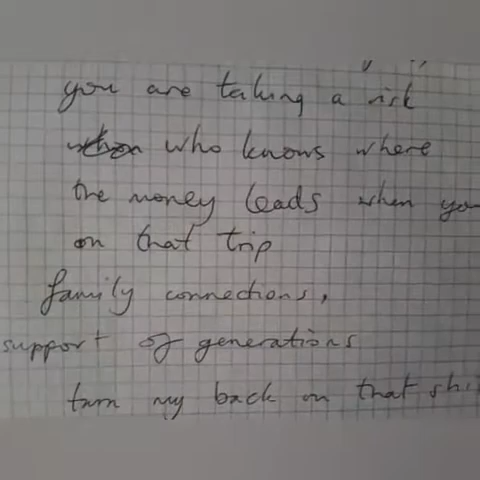 you are taking a risk
who knows where
the money leads when you
on that trip
family connections,
support of generations
turn my back on that shi